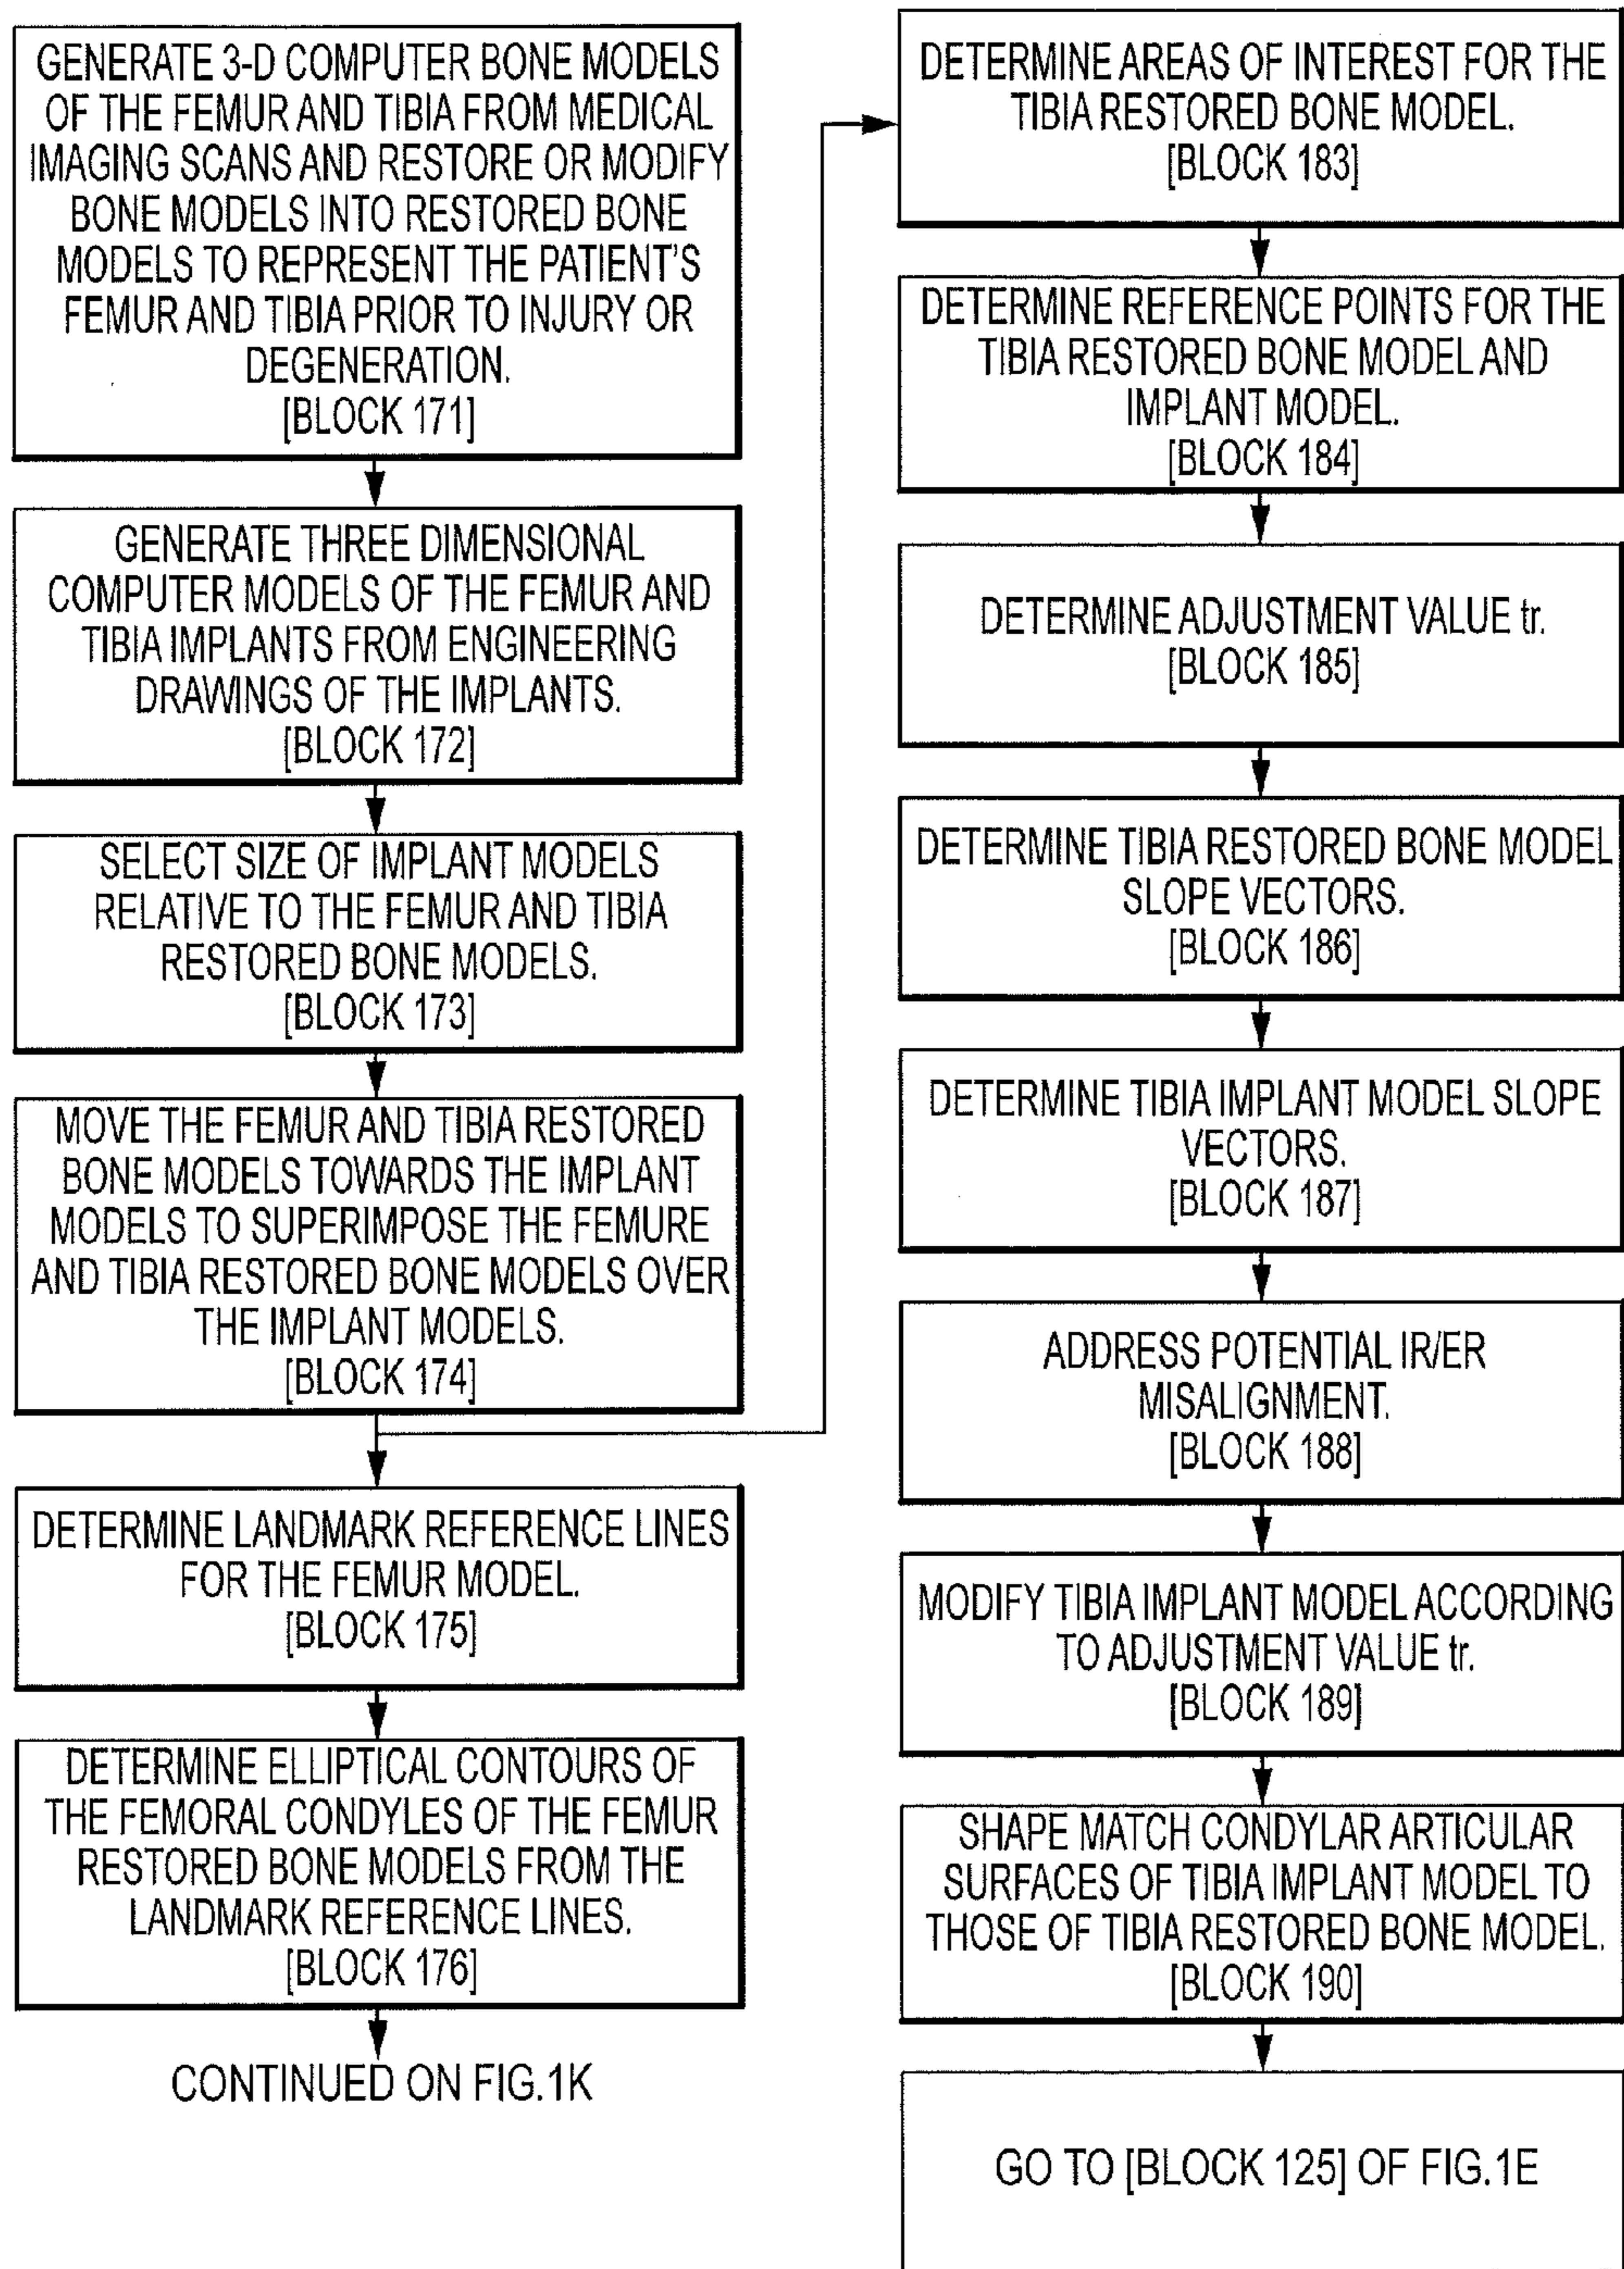 GENERATE 3-D COMPUTER BONE MODELS
OF THE FEMUR AND TIBIA FROM MEDICAL
IMAGING SCANS AND RESTORE OR MODIFY
BONE MODELS INTO RESTORED BONE
MODELS TO REPRESENT THE PATIENT'S
FEMUR AND TIBIA PRIOR TO INJURY OR
DEGENERATION.
[BLOCK 171]
GENERATE THREE DIMENSIONAL
COMPUTER MODELS OF THE FEMUR AND
TIBIA IMPLANTS FROM ENGINEERING
DRAWINGS OF THE IMPLANTS.
[BLOCK 172]
SELECT SIZE OF IMPLANT MODELS
RELATIVE TO THE FEMUR AND TIBIA
RESTORED BONE MODELS.
[BLOCK 173]
MOVE THE FEMUR AND TIBIA RESTORED
BONE MODELS TOWARDS THE IMPLANT
MODELS TO SUPERIMPOSE THE FEMURE
AND TIBIA RESTORED BONE MODELS OVER
THE IMPLANT MODELS.
[BLOCK 174]
DETERMINE LANDMARK REFERENCE LINES
FOR THE FEMUR MODEL.
[BLOCK 175]
DETERMINE ELLIPTICAL CONTOURS OF
THE FEMORAL CONDYLES OF THE FEMUR
RESTORED BONE MODELS FROM THE
LANDMARK REFERENCE LINES.
[BLOCK 176]
CONTINUED ON FIG.1K
DETERMINE AREAS OF INTEREST FOR THE
TIBIA RESTORED BONE MODEL.
[BLOCK 183]
DETERMINE REFERENCE POINTS FOR THE
TIBIA RESTORED BONE MODEL AND
IMPLANT MODEL.
[BLOCK 184]
DETERMINE ADJUSTMENT VALUE tr.
[BLOCK 185]
DETERMINE TIBIA RESTORED BONE MODEL
SLOPE VECTORS.
[BLOCK 186]
DETERMINE TIBIA IMPLANT MODEL SLOPE
VECTORS.
[BLOCK 187]
ADDRESS POTENTIAL IR/ER
MISALIGNMENT.
[BLOCK 188]
MODIFY TIBIA IMPLANT MODEL ACCORDING
TO ADJUSTMENT VALUE tr.
[BLOCK 189]
SHAPE MATCH CONDYLAR ARTICULAR
SURFACES OF TIBIA IMPLANT MODEL TO
THOSE OF TIBIA RESTORED BONE MODEL.
[BLOCK 190]
GO TO [BLOCK 125] OF FIG.1E